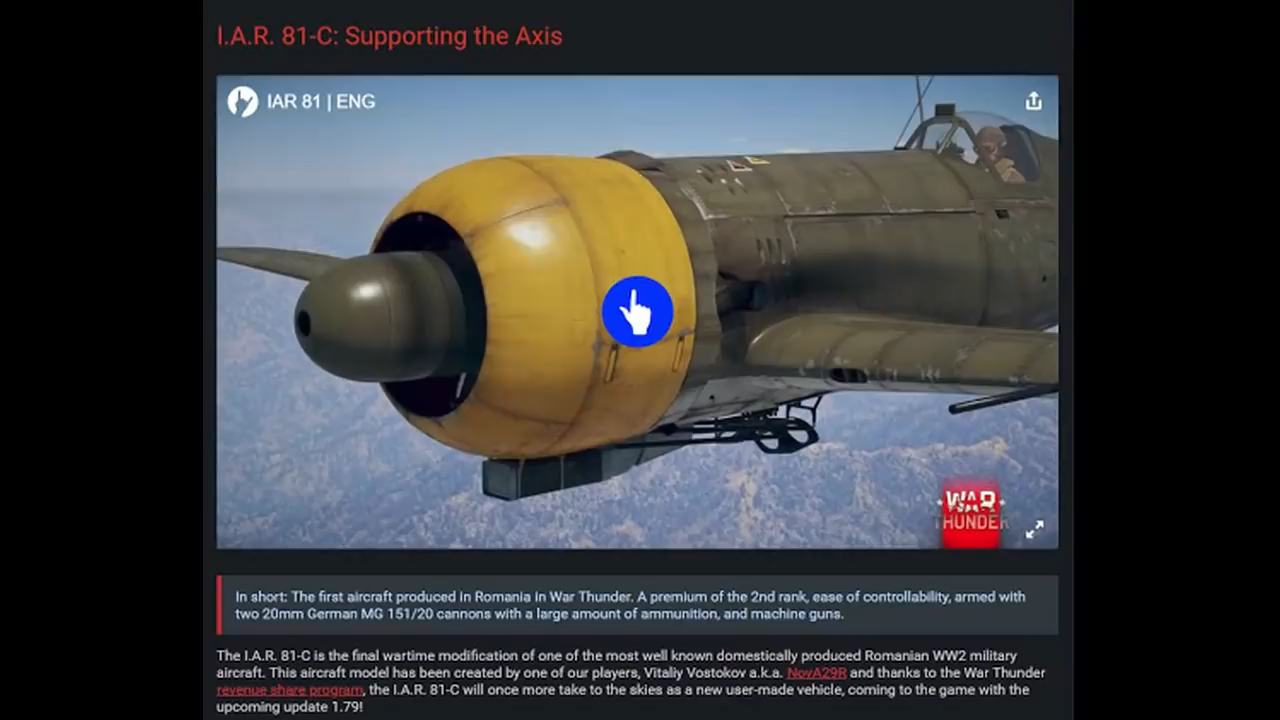 I.A.R. 81-C: Supporting the Axis
IAR 81 | ENG
WAR
THUNDER
In short: The first aircraft produced in Romania in War Thunder. A premium of the 2nd rank, ease of controllability, armed with
two 20mm German MG 151/20 cannons with a large amount of ammunition, and machine guns.
The I.A.R. 81-C is the final wartime modification of one of the most well known domestically produced Romanian WW2 military
aircraft. This aircraft model has been created by one of our players, Vitaliy Vostokov a.k.a. NovA29R and thanks to the War Thunder
revenue share program, the I.A.R. 81-C will once more take to the skies as a new user-made vehicle, coming to the game with the
upcoming update 1.79!